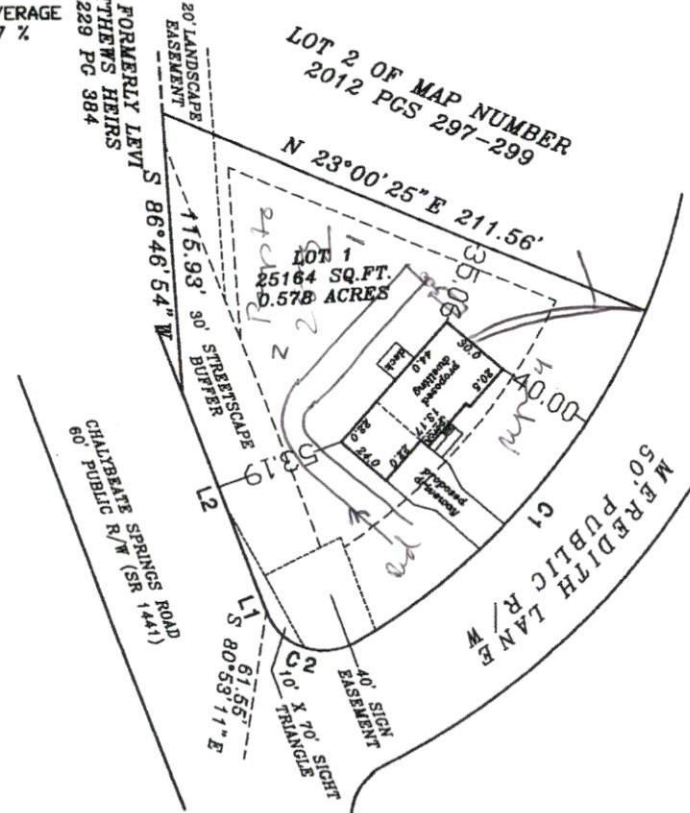 VERAGE
7 %
20' LANDSCAPE
EASEMENT
FORMERLY LEVI
THEWS HEIRS
229 PG 384
LOT 2 OF MAP NUMBER
2012 PGS 297-299
N 23°00'25"E 211.56'
S 86°46'54"W
115.93'
30' STREETSCAPE
BUFFER
LOT 1
25164 SQ.FT.
0.578 ACRES
35.08
30.0
20.5
40.00
deck
44.0
proposed
dwelling
13.17
22.0
24.0
22.0
proposed
driveway
53.19
L2
L1
C1
C2
MEREDITH LANE
50' PUBLIC R/W
CHALYBEATE SPRINGS ROAD
60' PUBLIC R/W (SR 1441)
61.55'
S 80°53'11"E
40' SIGN
EASEMENT
10' X 70' SIGHT
TRIANGLE